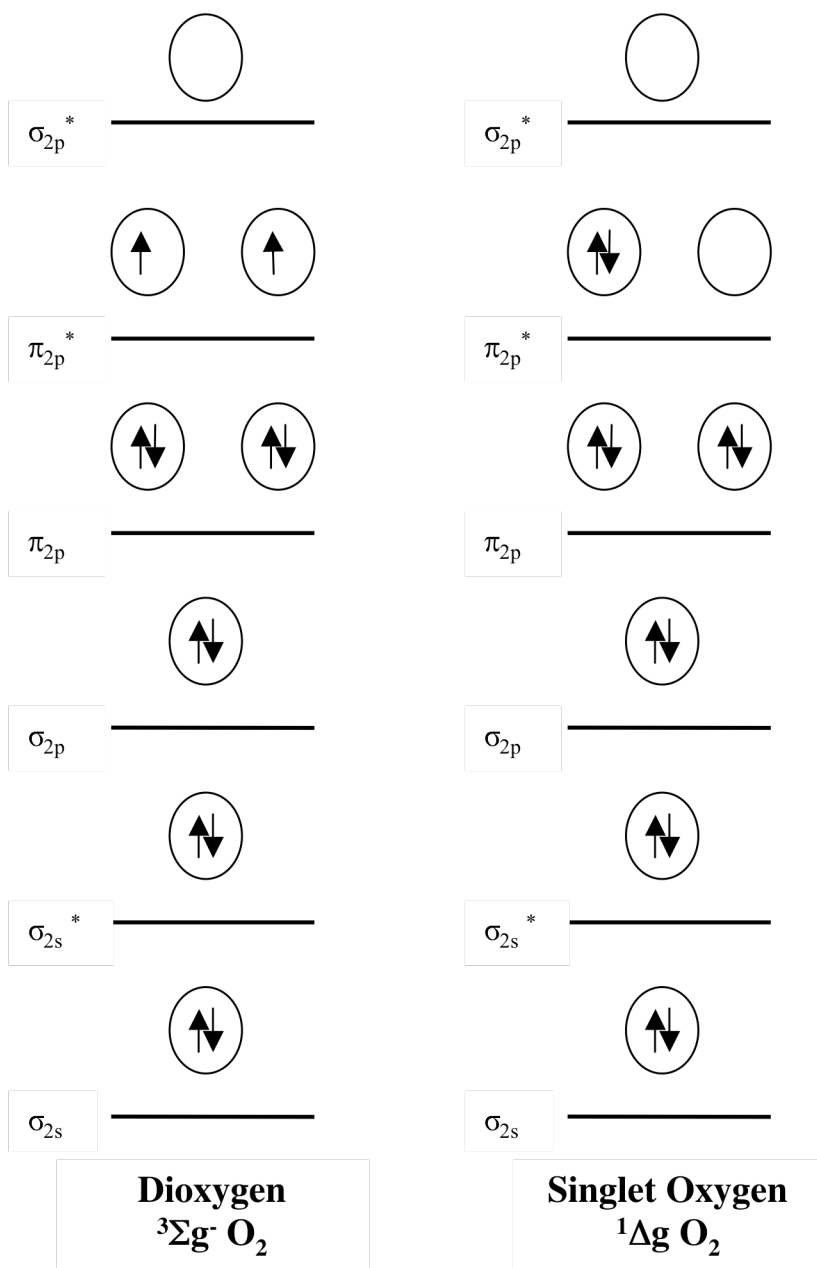 σ2p* σ2p*
π2p* π2p*
π2p π2p
σ2p σ2p
σ2s* σ2s*
σ2s σ2s
Dioxygen
³Σg⁻ O₂
Singlet Oxygen
¹Δg O₂